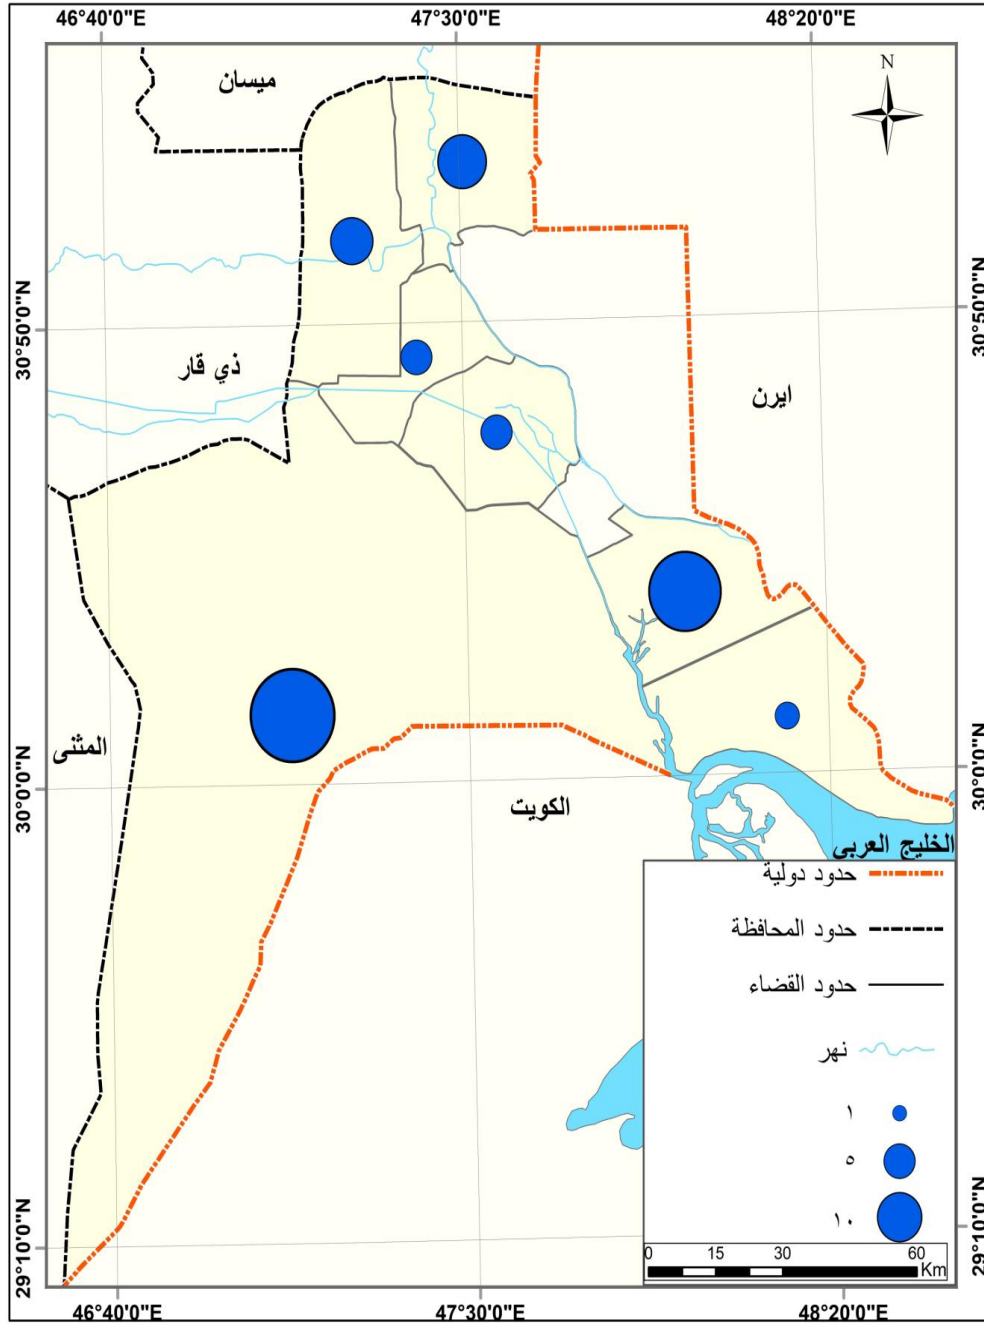 46°40'0"E 47°30'0"E 48°20'0"E
N
ميسان
30°50'0"N
30°50'0"N
ذي قار
ايرن
المثنى
30°0'0"N
30°0'0"N
الكويت
الخليج العربي
حدود دولية
حدود المحافظة
حدود القضاء
نهر
١
٥
١٠
29°10'0"N
29°10'0"N
0 15 30 60
Km
46°40'0"E 47°30'0"E 48°20'0"E